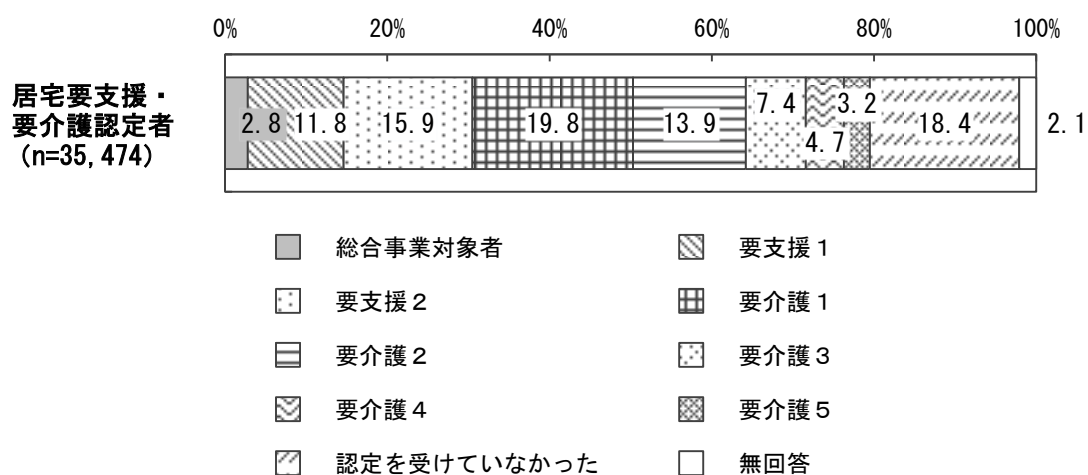 0% 20% 40% 60% 80% 100%
居宅要支援・
要介護認定者
(n=35,474)
2.8 11.8 15.9 19.8 13.9 7.4 4.7 3.2 18.4 2.1
総合事業対象者 要支援1
要支援2 要介護1
要介護2 要介護3
要介護4 要介護5
認定を受けていなかった 無回答